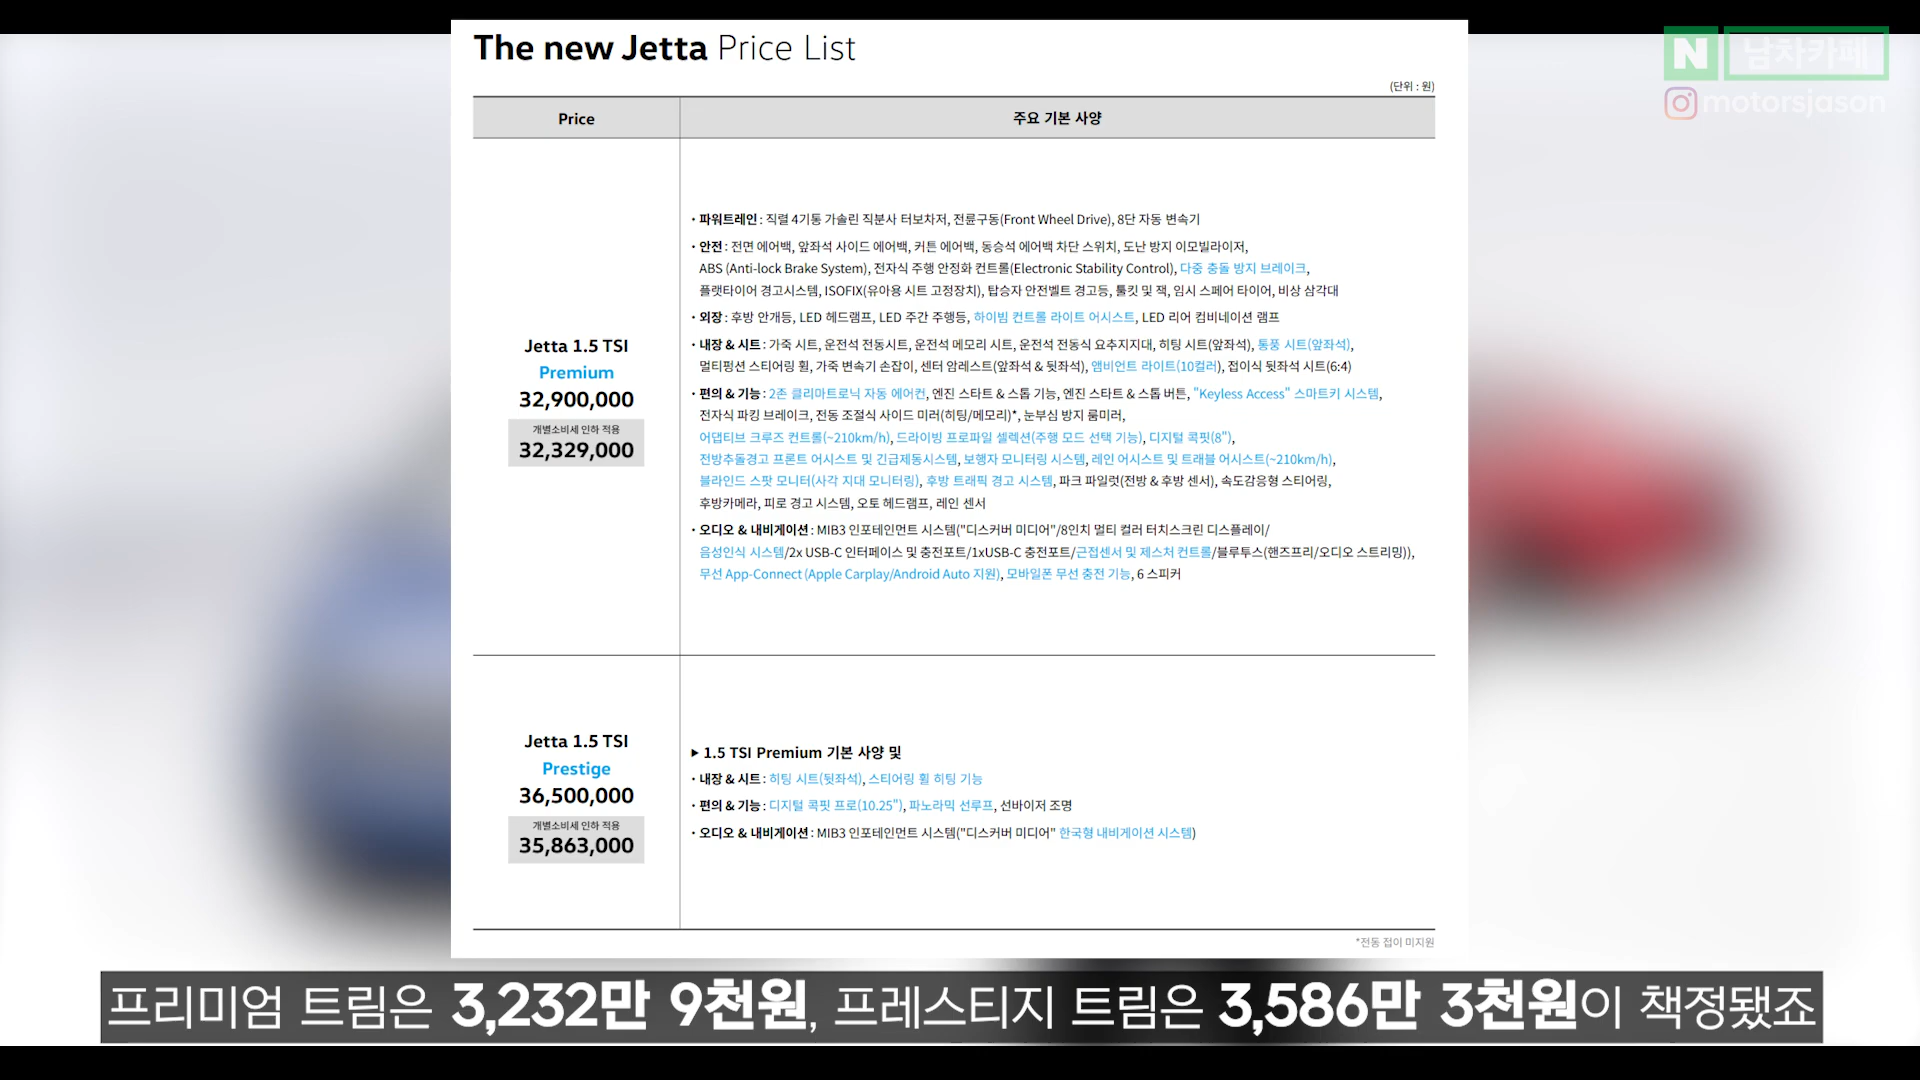 The new Jetta Price List
N 남차카페
motorsjason
(단위 : 원)
Price
주요 기본 사양
Jetta 1.5 TSI
Premium
32,900,000
개별소비세 인하 적용
32,329,000
· 파워트레인 : 직렬 4기통 가솔린 직분사 터보차저, 전륜구동(Front Wheel Drive), 8단 자동 변속기
· 안전 : 전면 에어백, 앞좌석 사이드 에어백, 커튼 에어백, 동승석 에어백 차단 스위치, 도난 방지 이모빌라이저,
ABS (Anti-lock Brake System), 전자식 주행 안정화 컨트롤(Electronic Stability Control), 다중 충돌 방지 브레이크,
플랫타이어 경고시스템, ISOFIX(유아용 시트 고정장치), 탑승자 안전벨트 경고등, 툴킷 및 잭, 임시 스페어 타이어, 비상 삼각대
· 외장 : 후방 안개등, LED 헤드램프, LED 주간 주행등, 하이빔 컨트롤 라이트 어시스트, LED 리어 컴비네이션 램프
· 내장 & 시트 : 가죽 시트, 운전석 전동시트, 운전석 메모리 시트, 운전석 전동식 요추지지대, 히팅 시트(앞좌석), 통풍 시트(앞좌석),
멀티펑션 스티어링 휠, 가죽 변속기 손잡이, 센터 암레스트(앞좌석 & 뒷좌석), 앰비언트 라이트(10컬러), 접이식 뒷좌석 시트(6:4)
· 편의 & 기능 : 2존 클리마트로닉 자동 에어컨, 엔진 스타트 & 스톱 기능, 엔진 스타트 & 스톱 버튼, "Keyless Access" 스마트키 시스템,
전자식 파킹 브레이크, 전동 조절식 사이드 미러(히팅/메모리)*, 눈부심 방지 룸미러,
어댑티브 크루즈 컨트롤(~210km/h), 드라이빙 프로파일 셀렉션(주행 모드 선택 기능), 디지털 콕핏(8"),
전방추돌경고 프론트 어시스트 및 긴급제동시스템, 보행자 모니터링 시스템, 레인 어시스트 및 트래블 어시스트(~210km/h),
블라인드 스팟 모니터(사각 지대 모니터링), 후방 트래픽 경고 시스템, 파크 파일럿(전방 & 후방 센서), 속도감응형 스티어링,
후방카메라, 피로 경고 시스템, 오토 헤드램프, 레인 센서
· 오디오 & 내비게이션 : MIB3 인포테인먼트 시스템("디스커버 미디어"/8인치 멀티 컬러 터치스크린 디스플레이/
음성인식 시스템/2x USB-C 인터페이스 및 충전포트/1xUSB-C 충전포트/근접센서 및 제스처 컨트롤/블루투스(핸즈프리/오디오 스트리밍)),
무선 App-Connect (Apple Carplay/Android Auto 지원), 모바일폰 무선 충전 기능, 6 스피커
Jetta 1.5 TSI
Prestige
36,500,000
개별소비세 인하 적용
35,863,000
▶ 1.5 TSI Premium 기본 사양 및
· 내장 & 시트 : 히팅 시트(뒷좌석), 스티어링 휠 히팅 기능
· 편의 & 기능 : 디지털 콕핏 프로(10.25"), 파노라믹 선루프, 선바이저 조명
· 오디오 & 내비게이션 : MIB3 인포테인먼트 시스템("디스커버 미디어" 한국형 내비게이션 시스템)
*전동 접이 미지원
프리미엄 트림은 3,232만 9천원, 프레스티지 트림은 3,586만 3천원이 책정됐죠